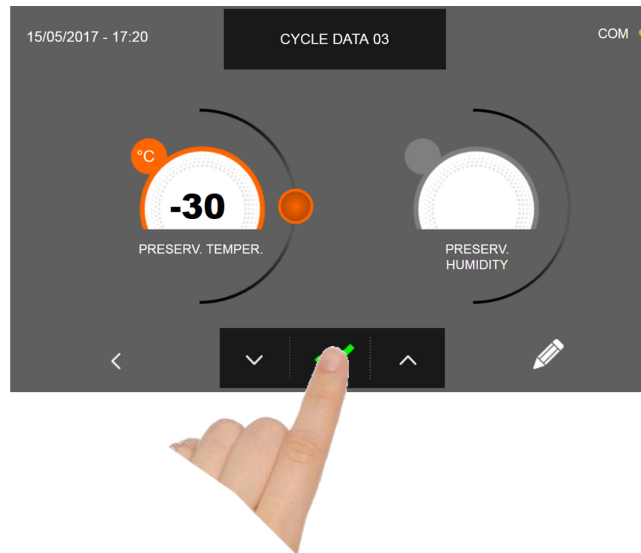 15/05/2017 - 17:20
CYCLE DATA 03
COM
°C
-30
PRESERV. TEMPER.
PRESERV.
HUMIDITY